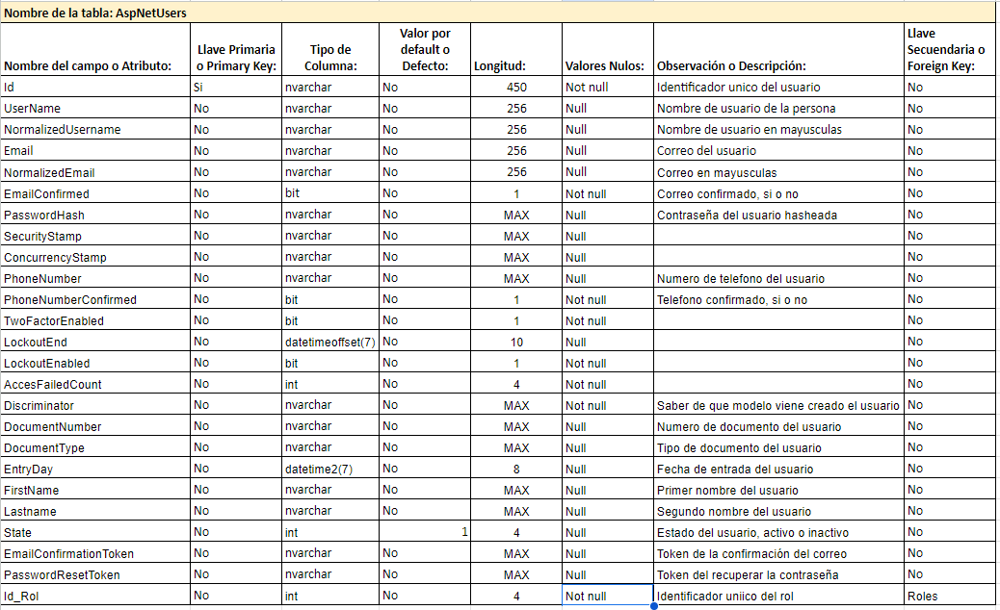 Nombre de la tabla: AspNetUsers
Nombre del campo o Atributo: Llave Primaria o Primary Key: Tipo de Columna: Valor por default o Defecto: Longitud: Valores Nulos: Observación o Descripción: Llave Secuendaria o Foreign Key:
Id Si nvarchar No 450 Not null Identificador unico del usuario No
UserName No nvarchar No 256 Null Nombre de usuario de la persona No
NormalizedUsername No nvarchar No 256 Null Nombre de usuario en mayusculas No
Email No nvarchar No 256 Null Correo del usuario No
NormalizedEmail No nvarchar No 256 Null Correo en mayusculas No
EmailConfirmed No bit No 1 Not null Correo confirmado, si o no No
PasswordHash No nvarchar No MAX Null Contraseña del usuario hasheada No
SecurityStamp No nvarchar No MAX Null No
ConcurrencyStamp No nvarchar No MAX Null No
PhoneNumber No nvarchar No MAX Null Numero de telefono del usuario No
PhoneNumberConfirmed No bit No 1 Not null Telefono confirmado, si o no No
TwoFactorEnabled No bit No 1 Not null No
LockoutEnd No datetimeoffset(7) No 10 Null No
LockoutEnabled No bit No 1 Not null No
AccesFailedCount No int No 4 Not null No
Discriminator No nvarchar No MAX Not null Saber de que modelo viene creado el usuario No
DocumentNumber No nvarchar No MAX Null Numero de documento del usuario No
DocumentType No nvarchar No MAX Null Tipo de documento del usuario No
EntryDay No datetime2(7) No 8 Null Fecha de entrada del usuario No
FirstName No nvarchar No MAX Null Primer nombre del usuario No
Lastname No nvarchar No MAX Null Segundo nombre del usuario No
State No int 1 4 Null Estado del usuario, activo o inactivo No
EmailConfirmationToken No nvarchar No MAX Null Token de la confirmación del correo No
PasswordResetToken No nvarchar No MAX Null Token del recuperar la contraseña No
Id_Rol No int No 4 Not null Identificador uniico del rol Roles